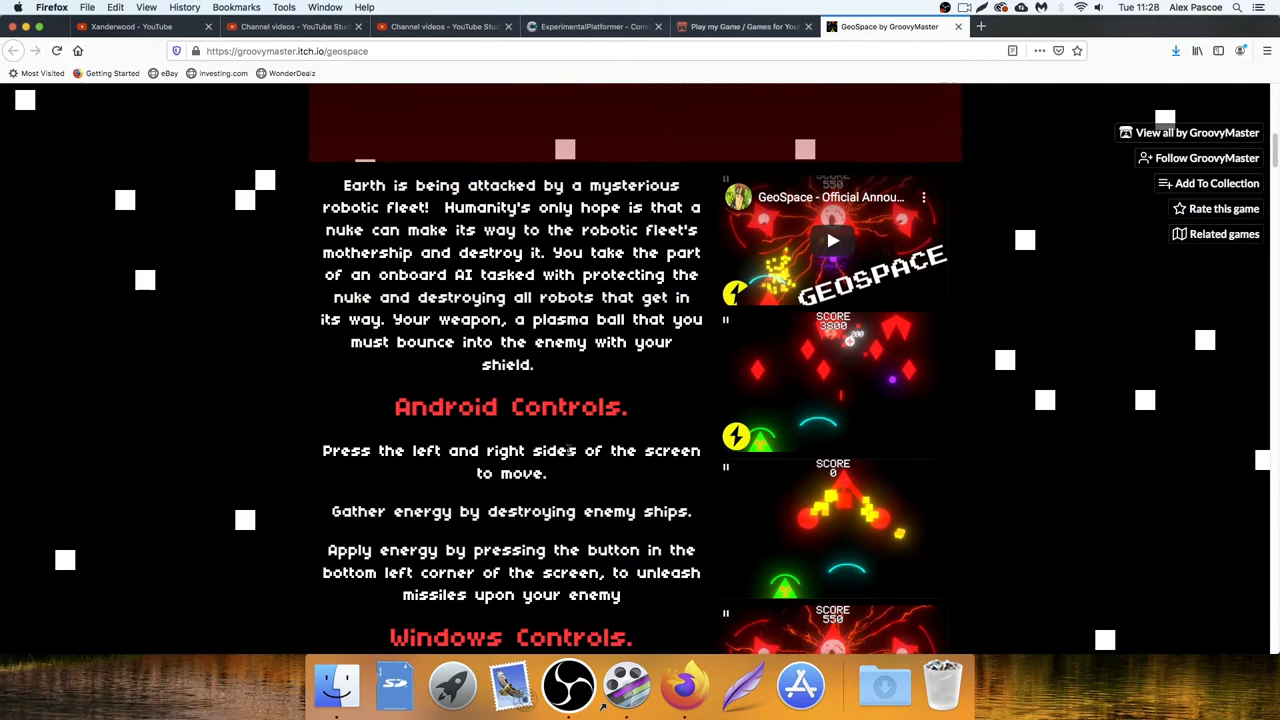 Firefox File Edit View History Bookmarks Tools Window Help Tue 11:28 Alex Pascoe
Xanderwood - YouTube Channel videos - YouTube Studio Channel videos - YouTube Studio ExperimentalPlatformer - Cons Play my Game / Games for You GeoSpace by GroovyMaster
https://groovymaster.itch.io/geospace
Most Visited Getting Started eBay investing.com WonderDealz
View all by GroovyMaster
Follow GroovyMaster
Add To Collection
Rate this game
Related games
Earth is being attacked by a mysterious
robotic fleet! Humanity's only hope is that a
nuke can make its way to the robotic fleet's
mothership and destroy it. You take the part
of an onboard AI tasked with protecting the
nuke and destroying all robots that get in
its way. Your weapon, a plasma ball that you
must bounce into the enemy with your
shield.
Android Controls.
Press the left and right sides of the screen
to move.
Gather energy by destroying enemy ships.
Apply energy by pressing the button in the
bottom left corner of the screen, to unleash
missiles upon your enemy
Windows Controls.
550
GeoSpace - Official Annou...
GEOSPACE
SCORE
3800
SCORE
0
SCORE
550
SD